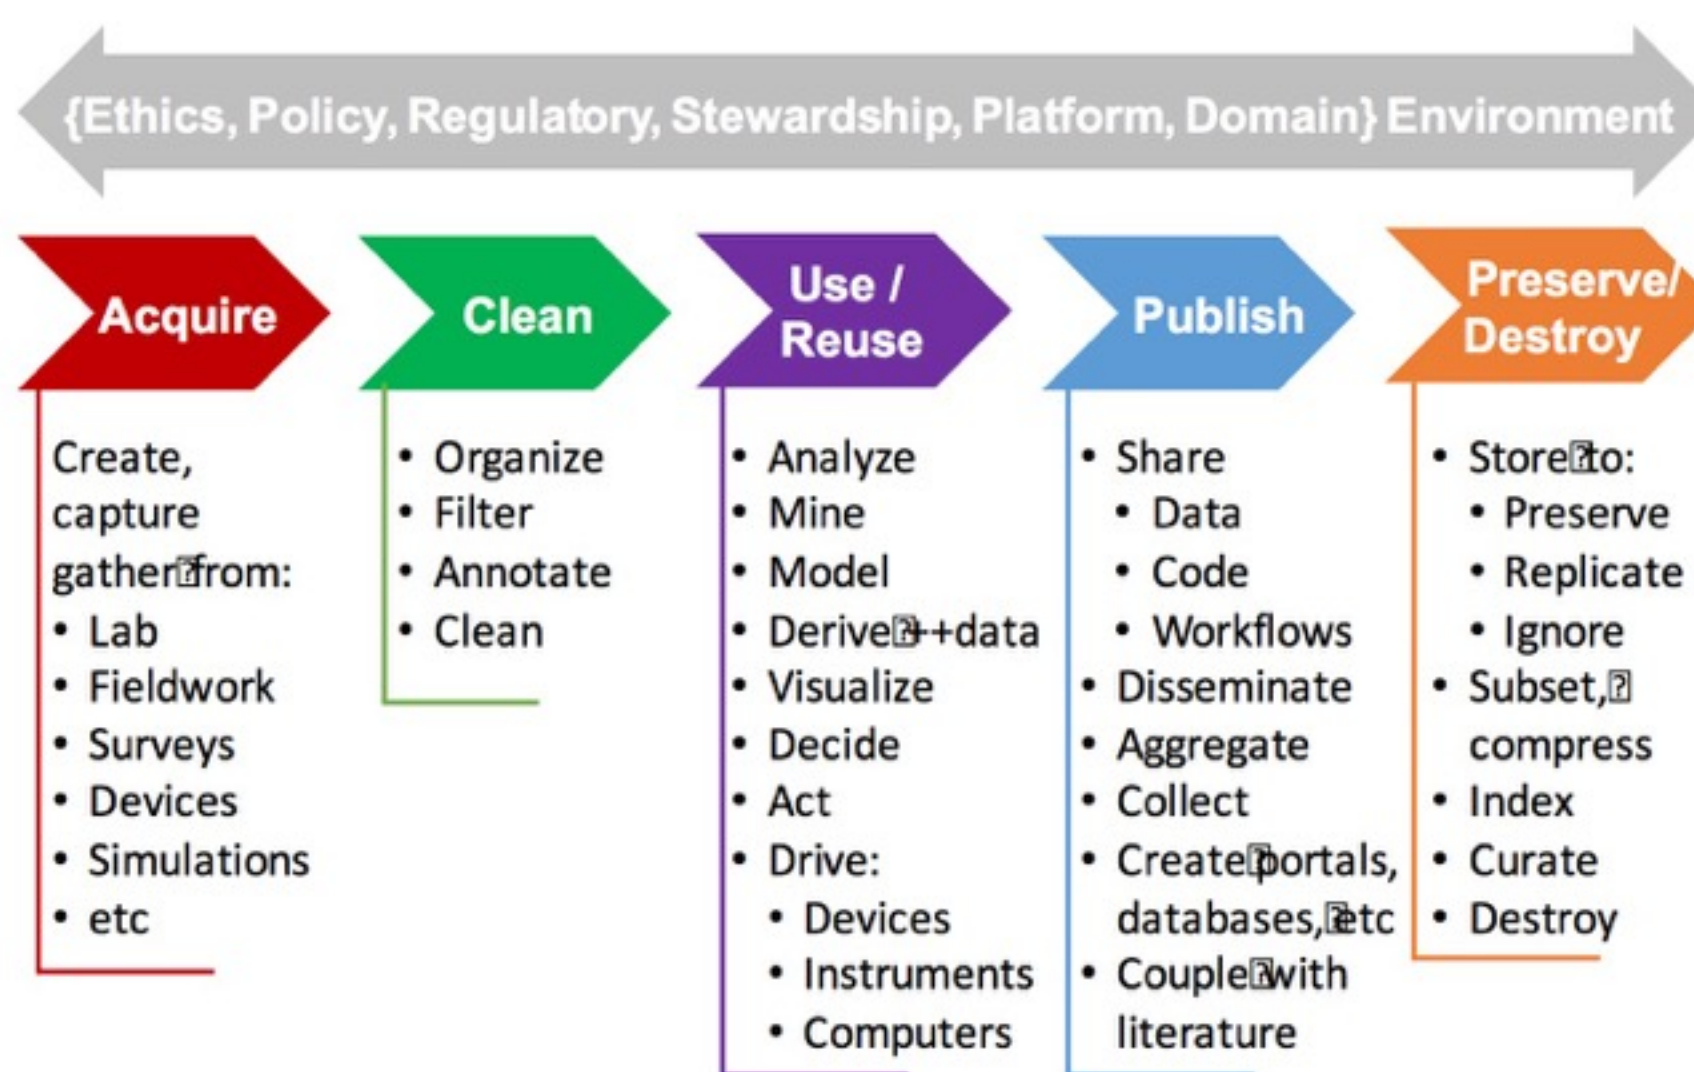 {Ethics, Policy, Regulatory, Stewardship, Platform, Domain} Environment
Acquire
Create,
capture
gather⍰from:
• Lab
• Fieldwork
• Surveys
• Devices
• Simulations
• etc
Clean
• Organize
• Filter
• Annotate
• Clean
Use /
Reuse
• Analyze
• Mine
• Model
• Derive⍰++data
• Visualize
• Decide
• Act
• Drive:
• Devices
• Instruments
• Computers
Publish
• Share
• Data
• Code
• Workflows
• Disseminate
• Aggregate
• Collect
• Create⍰portals,
databases,⍰etc
• Couple⍰with
literature
Preserve/
Destroy
• Store⍰to:
• Preserve
• Replicate
• Ignore
• Subset,⍰
compress
• Index
• Curate
• Destroy